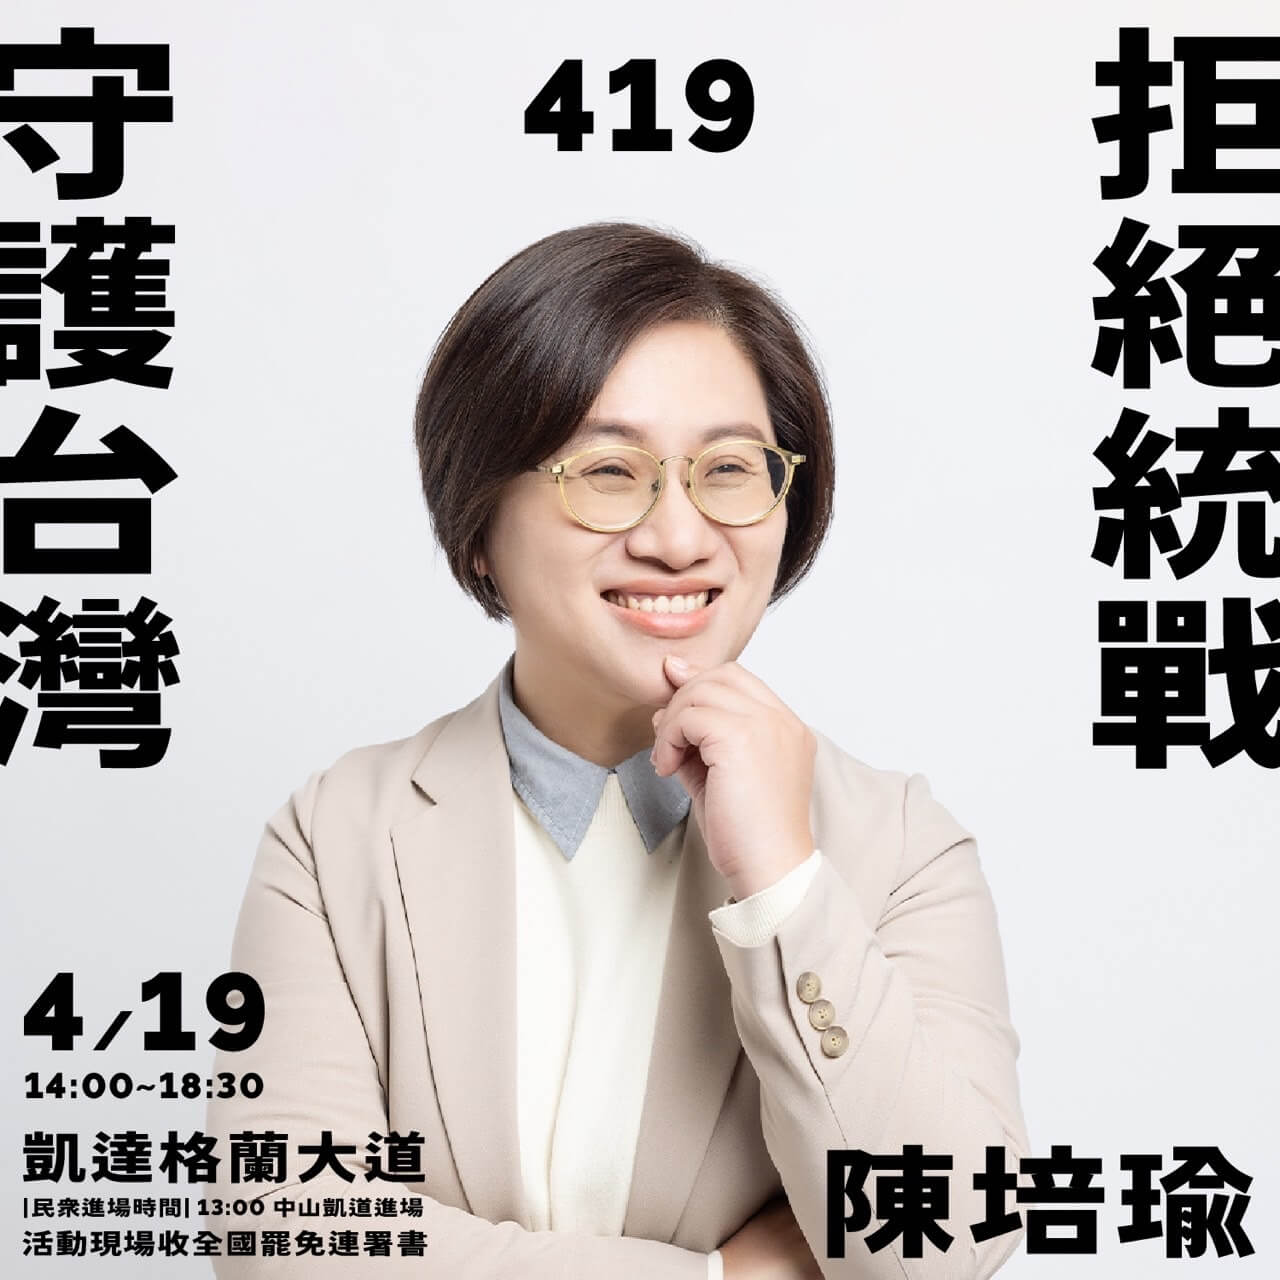 419
拒絕統戰
守護台灣
4/19
14:00~18:30
凱達格蘭大道
|民眾進場時間| 13:00 中山凱道進場
活動現場收全國罷免連署書
陳培瑜